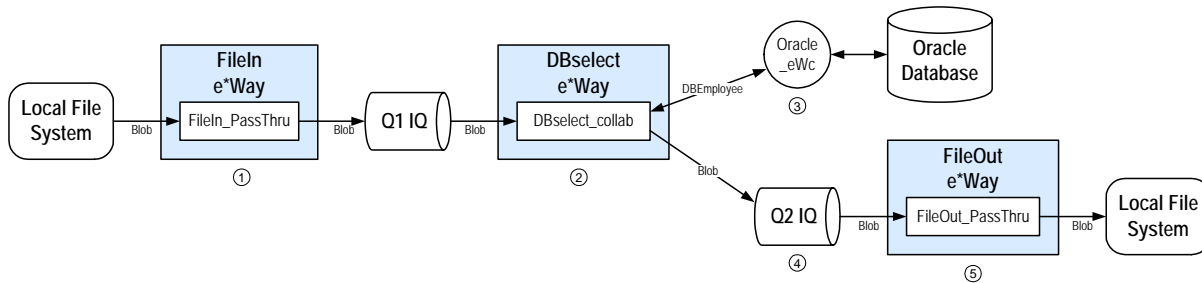 Local File
System
Blob
FileIn
e*Way
FileIn_PassThru
①
Blob
Q1 IQ
Blob
DBselect
e*Way
DBselect_collab
②
DBEmployee
Oracle
_eWc
③
Oracle
Database
Blob
Q2 IQ
④
Blob
FileOut
e*Way
FileOut_PassThru
⑤
Blob
Local File
System